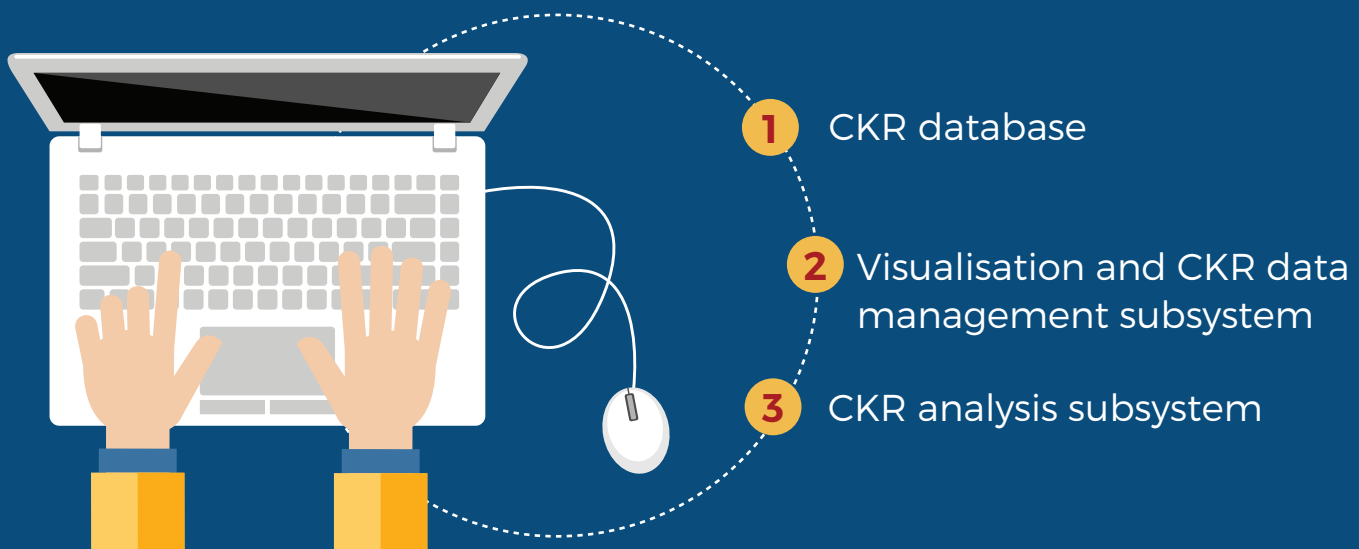 1 CKR database
2 Visualisation and CKR data
management subsystem
3 CKR analysis subsystem